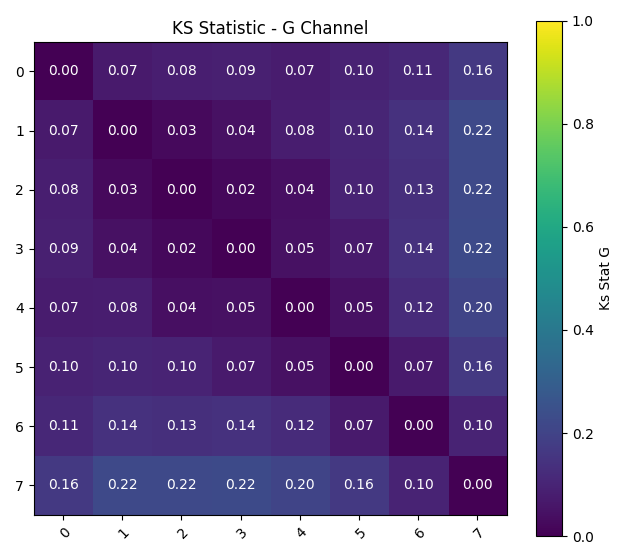 KS Statistic - G Channel
0 0.00 0.07 0.08 0.09 0.07 0.10 0.11 0.16
1 0.07 0.00 0.03 0.04 0.08 0.10 0.14 0.22
2 0.08 0.03 0.00 0.02 0.04 0.10 0.13 0.22
3 0.09 0.04 0.02 0.00 0.05 0.07 0.14 0.22
4 0.07 0.08 0.04 0.05 0.00 0.05 0.12 0.20
5 0.10 0.10 0.10 0.07 0.05 0.00 0.07 0.16
6 0.11 0.14 0.13 0.14 0.12 0.07 0.00 0.10
7 0.16 0.22 0.22 0.22 0.20 0.16 0.10 0.00
0 1 2 3 4 5 6 7
1.0
0.8
0.6
0.4
0.2
0.0
Ks Stat G